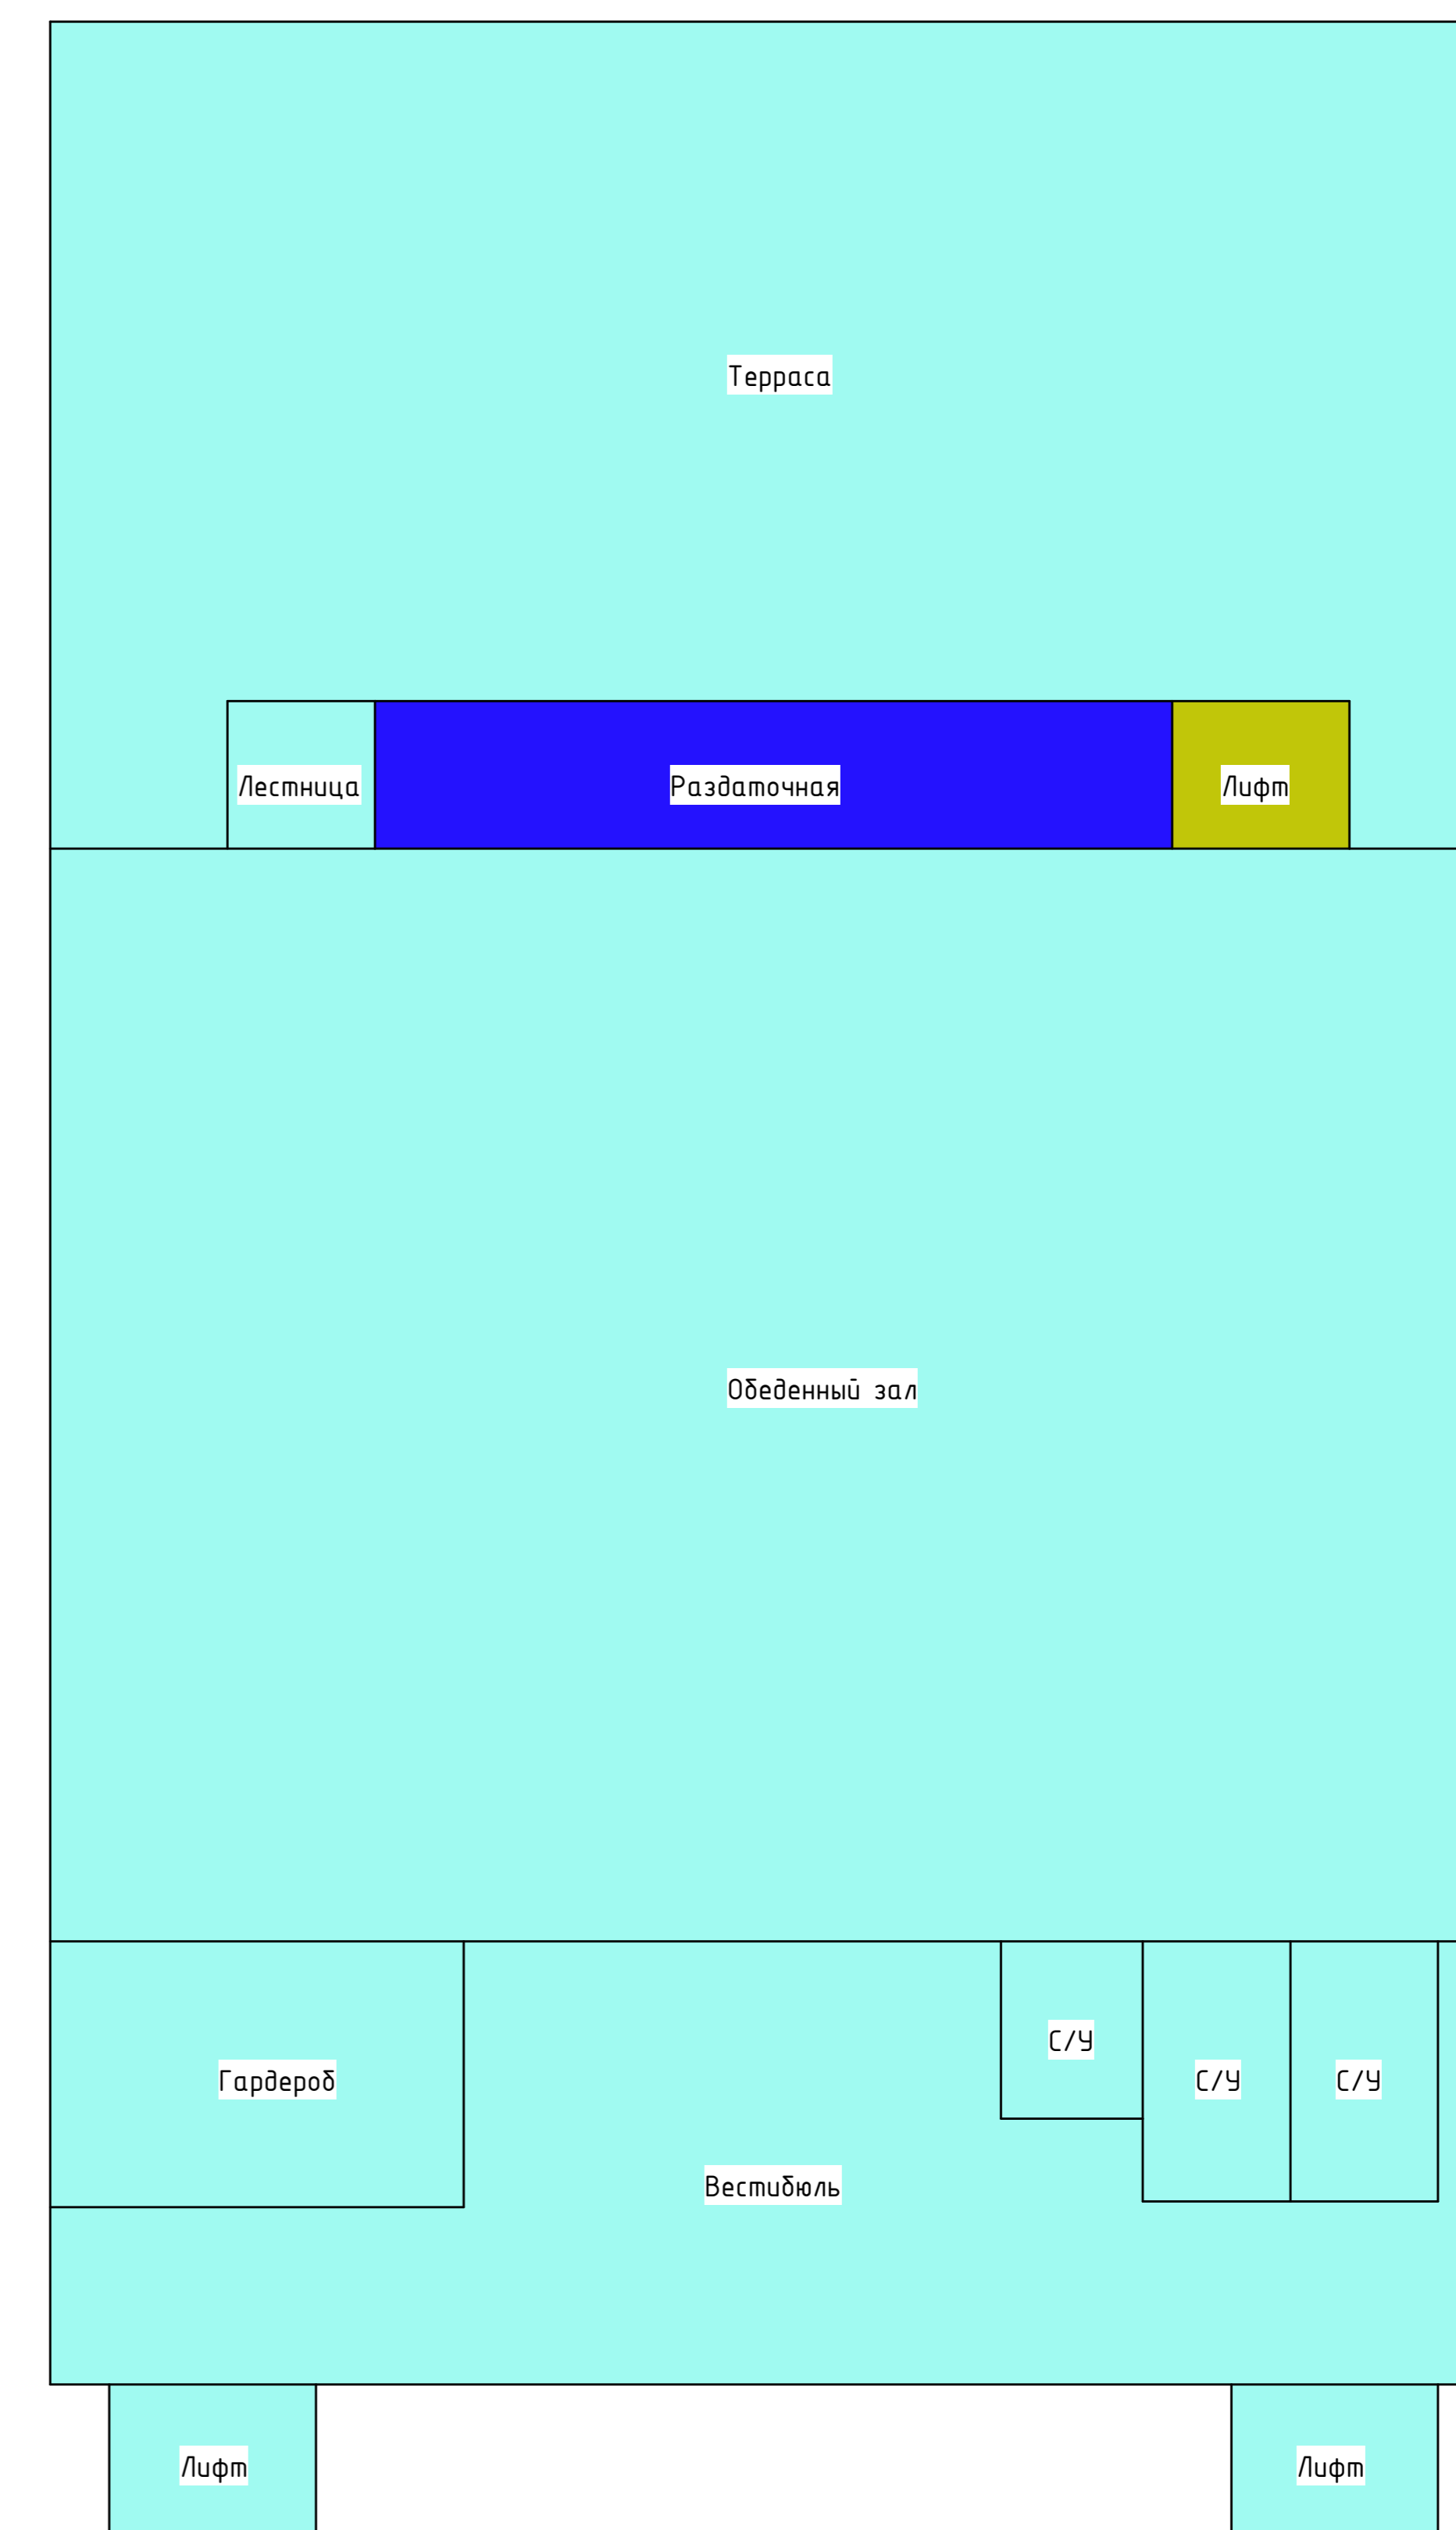 Терраса
Лестница
Раздаточная
Лифт
Обеденный зал
С/У
Гардероб
С/У
С/У
Вестибюль
Лифт
Лифт